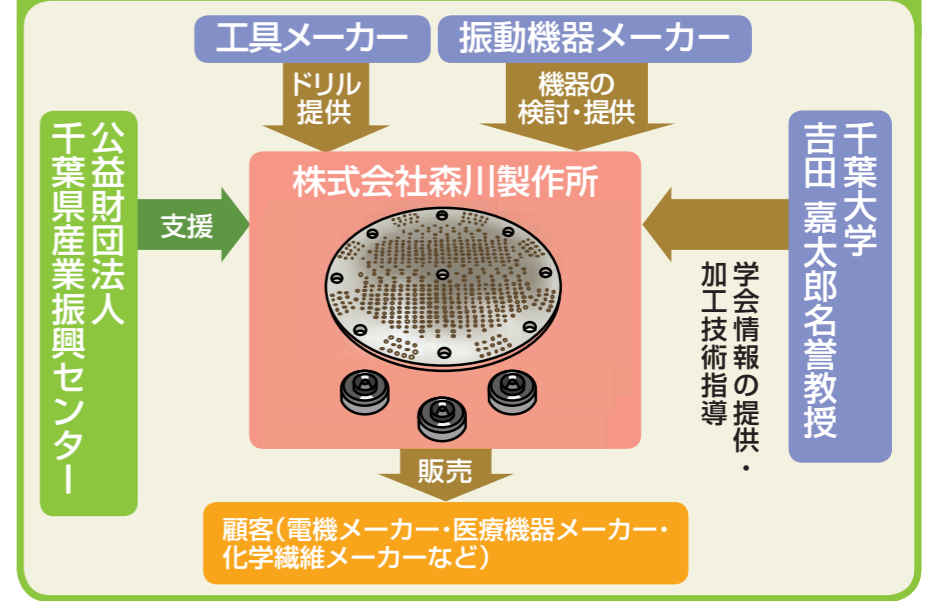 工具メーカー
振動機器メーカー
ドリル
提供
機器の
検討・提供
公益財団法人
千葉県産業振興センター
支援
株式会社森川製作所
千葉大学
吉田 嘉太郎名誉教授
学会情報の提供・
加工技術指導
販売
顧客(電機メーカー・医療機器メーカー・
化学繊維メーカーなど)